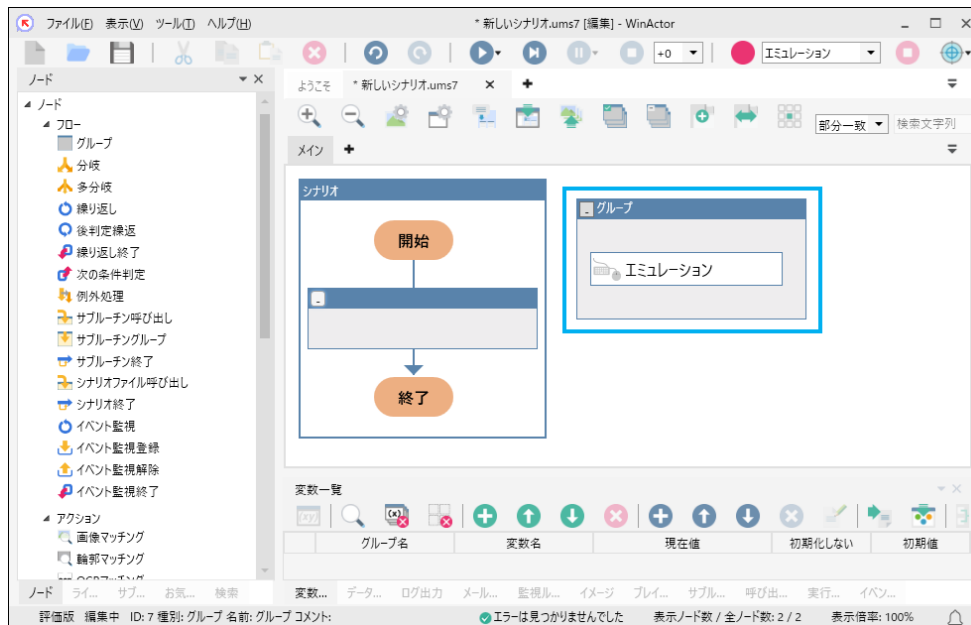 ファイル(F) 表示(V) ツール(T) ヘルプ(H) * 新しいシナリオ.ums7 [編集] - WinActor
+0 エミュレーション
ノード
ようこそ * 新しいシナリオ.ums7
部分一致 検索文字列
メイン
ノード
フロー
グループ
分岐
多分岐
繰り返し
後判定繰返
繰り返し終了
次の条件判定
例外処理
サブルーチン呼び出し
サブルーチングループ
サブルーチン終了
シナリオファイル呼び出し
シナリオ終了
イベント監視
イベント監視登録
イベント監視解除
イベント監視終了
アクション
画像マッチング
輪郭マッチング
ノード ライ... サブ... お気... 検索
シナリオ
開始
終了
グループ
エミュレーション
変数一覧
グループ名 変数名 現在値 初期化しない 初期値
変数... データ... ログ出力 メール... 監視ル... イメージ ブレイ... サブル... 呼び出... 実行... イベン...
評価版 編集中 ID: 7 種別: グループ 名前: グループ コメント: エラーは見つかりませんでした 表示ノード数 / 全ノード数: 2 / 2 表示倍率: 100%